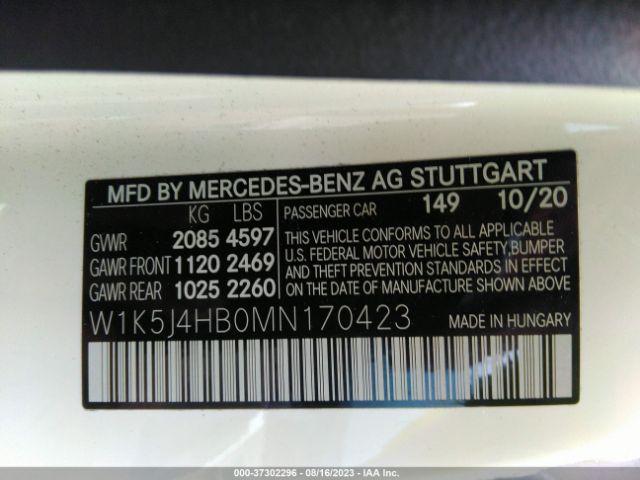 MFD BY MERCEDES-BENZ AG STUTTGART
KG LBS
GVWR 2085 4597
GAWR FRONT 1120 2469
GAWR REAR 1025 2260
PASSENGER CAR 149 10/20
THIS VEHICLE CONFORMS TO ALL APPLICABLE
U.S. FEDERAL MOTOR VEHICLE SAFETY, BUMPER
AND THEFT PREVENTION STANDARDS IN EFFECT
ON THE DATE OF MANUFACTURE SHOWN ABOVE.
W1K5J4HB0MN170423 MADE IN HUNGARY
000-37302296 - 08/16/2023 - IAAI Inc.